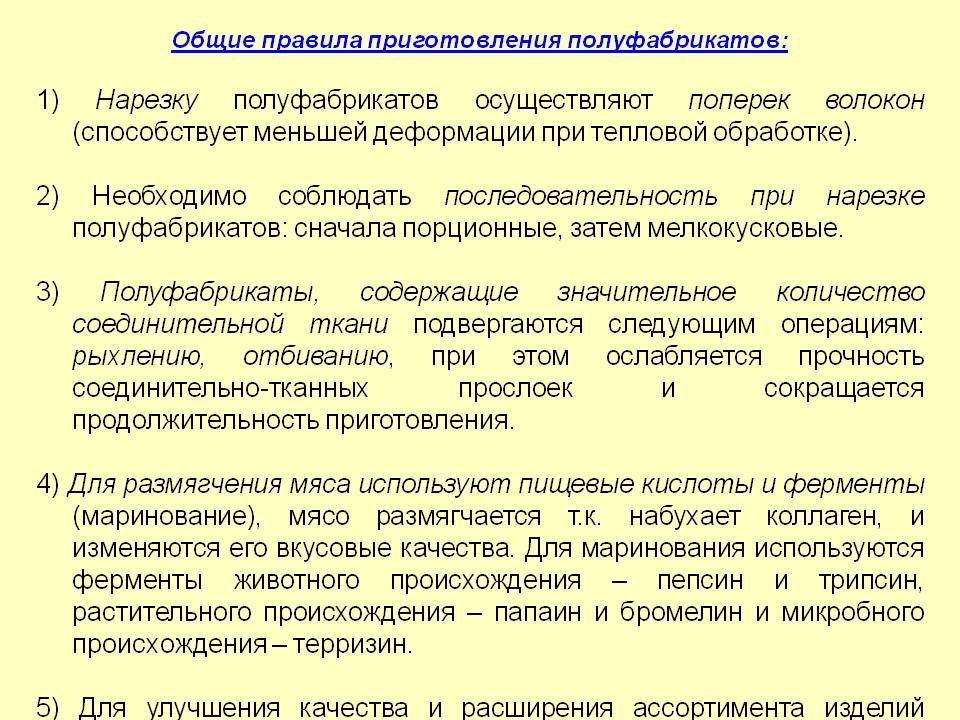 Общие правила приготовления полуфабрикатов:
1) Нарезку полуфабрикатов осуществляют поперек волокон
(способствует меньшей деформации при тепловой обработке).
2) Необходимо соблюдать последовательность при нарезке
полуфабрикатов: сначала порционные, затем мелкокусковые.
3) Полуфабрикаты, содержащие значительное количество
соединительной ткани подвергаются следующим операциям:
рыхлению, отбиванию, при этом ослабляется прочность
соединительно-тканных прослоек и сокращается
продолжительность приготовления.
4) Для размягчения мяса используют пищевые кислоты и ферменты
(маринование), мясо размягчается т.к. набухает коллаген, и
изменяются его вкусовые качества. Для маринования используются
ферменты животного происхождения – пепсин и трипсин,
растительного происхождения – папаин и бромелин и микробного
происхождения – терризин.
5) Для улучшения качества и расширения ассортимента изделий